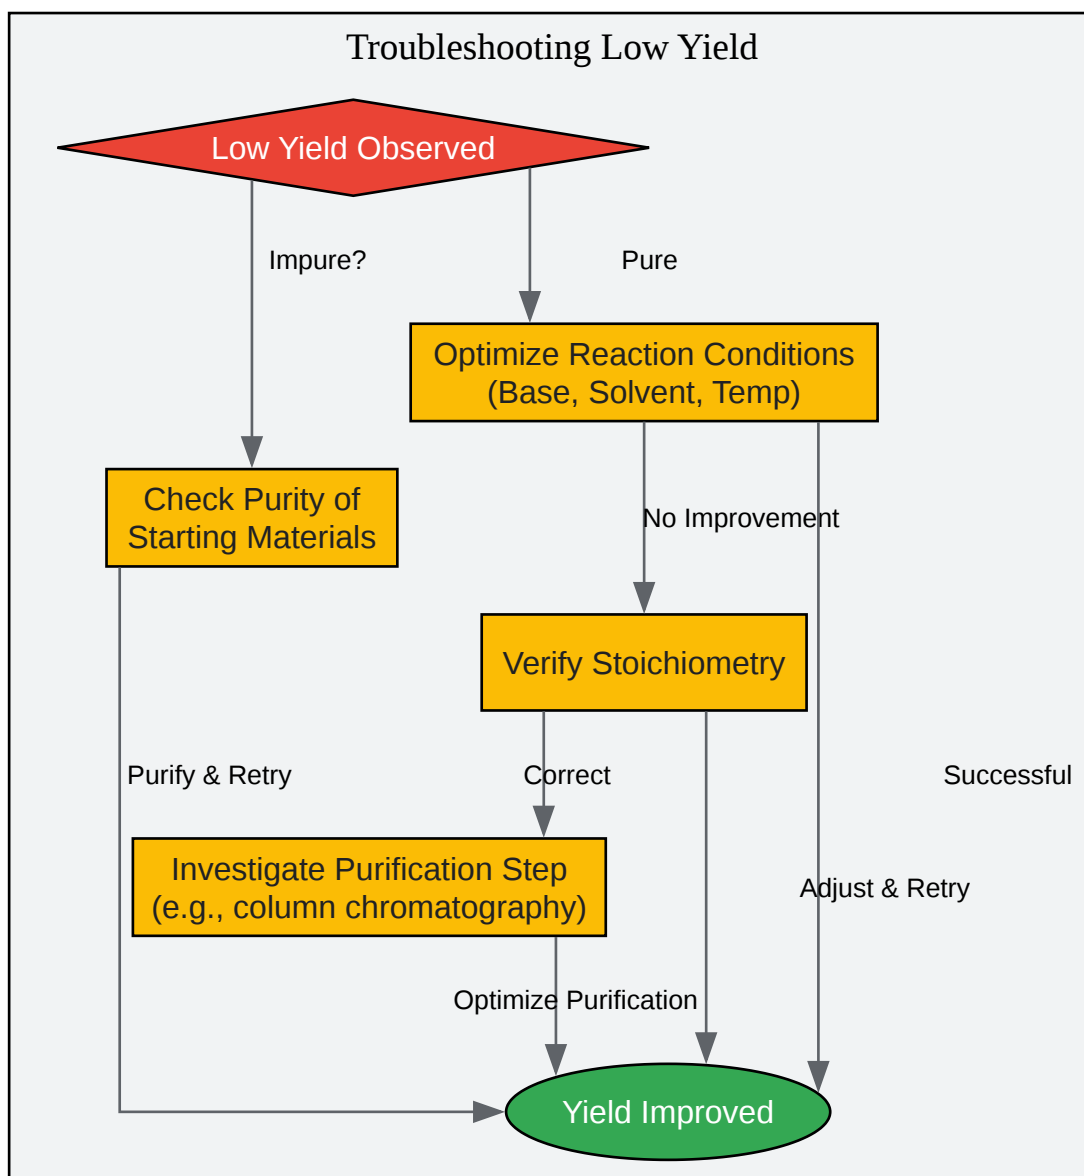 Troubleshooting Low Yield
Low Yield Observed
Impure?
Pure
Optimize Reaction Conditions
(Base, Solvent, Temp)
Check Purity of
Starting Materials
No Improvement
Verify Stoichiometry
Purify & Retry
Correct
Successful
Investigate Purification Step
(e.g., column chromatography)
Adjust & Retry
Optimize Purification
Yield Improved